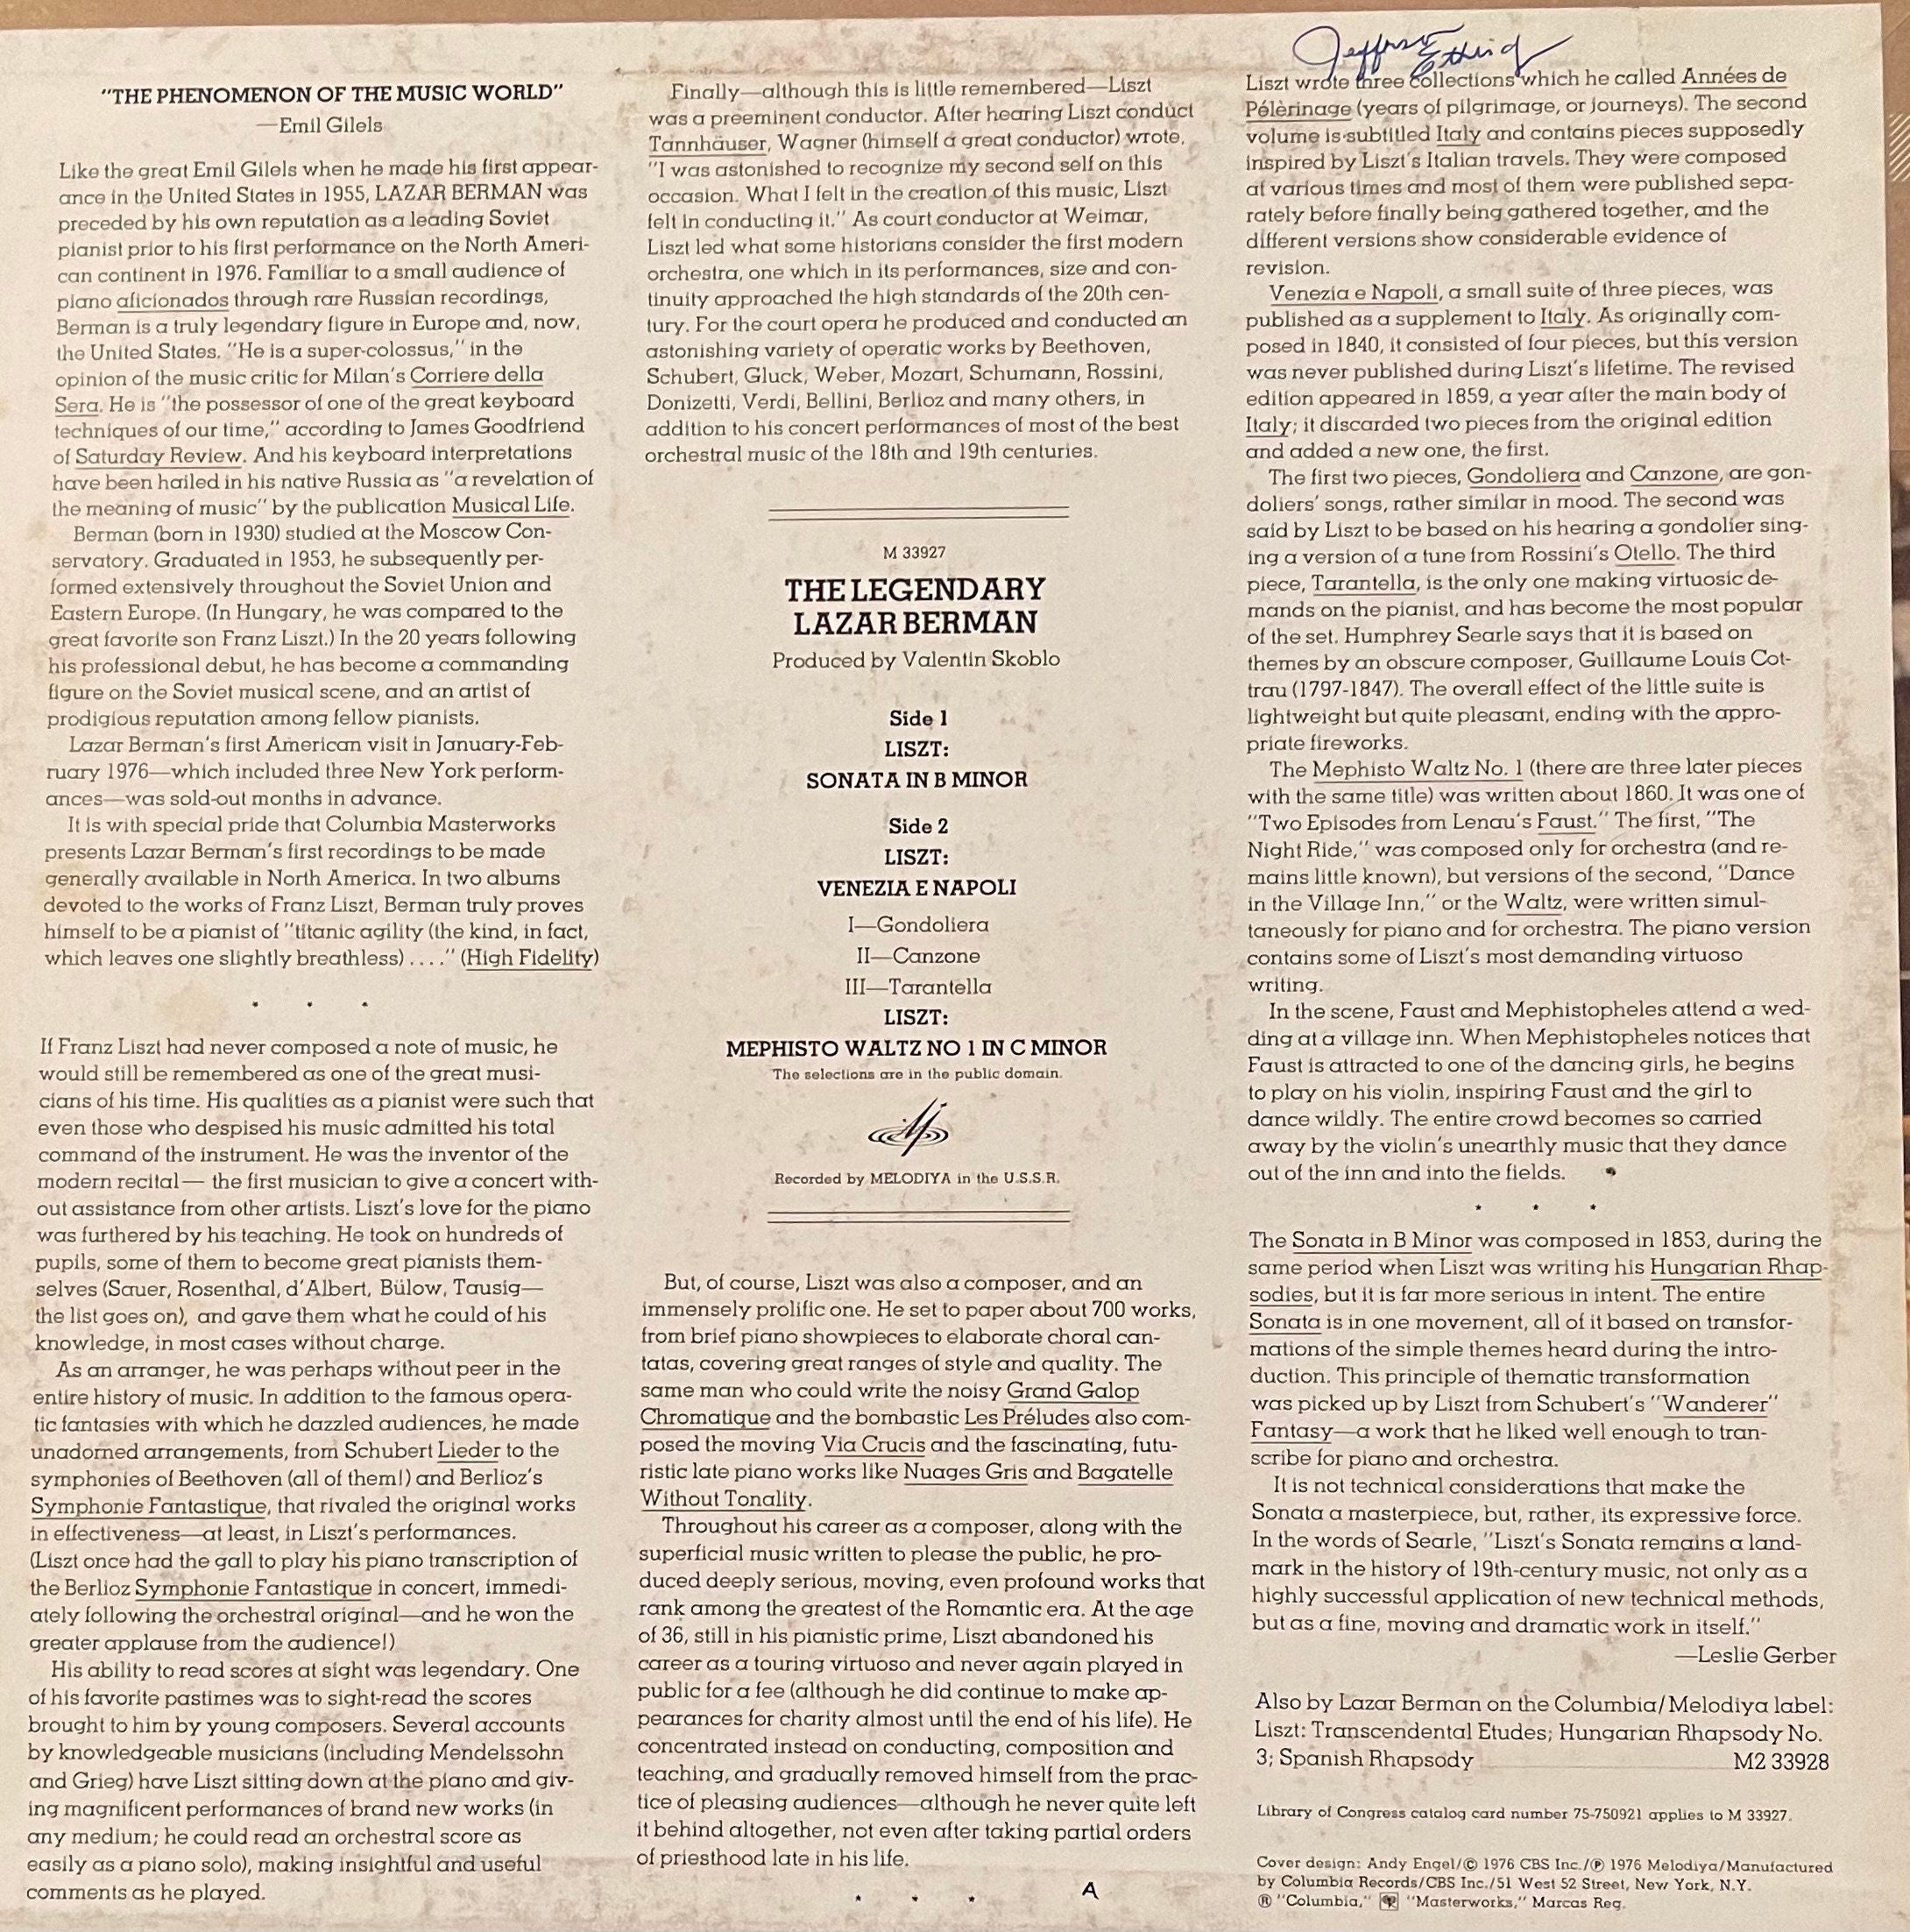 "THE PHENOMENON OF THE MUSIC WORLD"
—Emil Gilels
Like the great Emil Gilels when he made his first appear-
ance in the United States in 1955, LAZAR BERMAN was
preceded by his own reputation as a leading Soviet
pianist prior to his first performance on the North Ameri-
can continent in 1976. Familiar to a small audience of
piano aficionados through rare Russian recordings,
Berman is a truly legendary figure in Europe and, now,
the United States. "He is a super-colossus," in the
opinion of the music critic for Milan's Corriere della
Sera. He is "the possessor of one of the great keyboard
techniques of our time," according to James Goodfriend
of Saturday Review. And his keyboard interpretations
have been hailed in his native Russia as "a revelation of
the meaning of music" by the publication Musical Life.
Berman (born in 1930) studied at the Moscow Con-
servatory. Graduated in 1953, he subsequently per-
formed extensively throughout the Soviet Union and
Eastern Europe. (In Hungary, he was compared to the
great favorite son Franz Liszt.) In the 20 years following
his professional debut, he has become a commanding
figure on the Soviet musical scene, and an artist of
prodigious reputation among fellow pianists.
Lazar Berman's first American visit in January-Feb-
ruary 1976—which included three New York perform-
ances—was sold-out months in advance.
It is with special pride that Columbia Masterworks
presents Lazar Berman's first recordings to be made
generally available in North America. In two albums
devoted to the works of Franz Liszt, Berman truly proves
himself to be a pianist of "titanic agility (the kind, in fact,
which leaves one slightly breathless) . . . ." (High Fidelity)
. . .
If Franz Liszt had never composed a note of music, he
would still be remembered as one of the great musi-
cians of his time. His qualities as a pianist were such that
even those who despised his music admitted his total
command of the instrument. He was the inventor of the
modern recital— the first musician to give a concert with-
out assistance from other artists. Liszt's love for the piano
was furthered by his teaching. He took on hundreds of
pupils, some of them to become great pianists them-
selves (Sauer, Rosenthal, d'Albert, Bülow, Tausig—
the list goes on), and gave them what he could of his
knowledge, in most cases without charge.
As an arranger, he was perhaps without peer in the
entire history of music. In addition to the famous opera-
tic fantasies with which he dazzled audiences, he made
unadorned arrangements, from Schubert Lieder to the
symphonies of Beethoven (all of them!) and Berlioz's
Symphonie Fantastique, that rivaled the original works
in effectiveness—at least, in Liszt's performances.
(Liszt once had the gall to play his piano transcription of
the Berlioz Symphonie Fantastique in concert, immedi-
ately following the orchestral original—and he won the
greater applause from the audience!)
His ability to read scores at sight was legendary. One
of his favorite pastimes was to sight-read the scores
brought to him by young composers. Several accounts
by knowledgeable musicians (including Mendelssohn
and Grieg) have Liszt sitting down at the piano and giv-
ing magnificent performances of brand new works (in
any medium; he could read an orchestral score as
easily as a piano solo), making insightful and useful
comments as he played.
Finally—although this is little remembered—Liszt
was a preeminent conductor. After hearing Liszt conduct
Tannhäuser, Wagner (himself a great conductor) wrote,
"I was astonished to recognize my second self on this
occasion. What I felt in the creation of this music, Liszt
felt in conducting it." As court conductor at Weimar,
Liszt led what some historians consider the first modern
orchestra, one which in its performances, size and con-
tinuity approached the high standards of the 20th cen-
tury. For the court opera he produced and conducted an
astonishing variety of operatic works by Beethoven,
Schubert, Gluck, Weber, Mozart, Schumann, Rossini,
Donizetti, Verdi, Bellini, Berlioz and many others, in
addition to his concert performances of most of the best
orchestral music of the 18th and 19th centuries.
M 33927
THE LEGENDARY
LAZAR BERMAN
Produced by Valentin Skoblo
Side 1
LISZT:
SONATA IN B MINOR
Side 2
LISZT:
VENEZIA E NAPOLI
I—Gondoliera
II—Canzone
III—Tarantella
LISZT:
MEPHISTO WALTZ NO 1 IN C MINOR
The selections are in the public domain.
Recorded by MELODIYA in the U.S.S.R.
But, of course, Liszt was also a composer, and an
immensely prolific one. He set to paper about 700 works,
from brief piano showpieces to elaborate choral can-
tatas, covering great ranges of style and quality. The
same man who could write the noisy Grand Galop
Chromatique and the bombastic Les Préludes also com-
posed the moving Via Crucis and the fascinating, futu-
ristic late piano works like Nuages Gris and Bagatelle
Without Tonality.
Throughout his career as a composer, along with the
superficial music written to please the public, he pro-
duced deeply serious, moving, even profound works that
rank among the greatest of the Romantic era. At the age
of 36, still in his pianistic prime, Liszt abandoned his
career as a touring virtuoso and never again played in
public for a fee (although he did continue to make ap-
pearances for charity almost until the end of his life). He
concentrated instead on conducting, composition and
teaching, and gradually removed himself from the prac-
tice of pleasing audiences—although he never quite left
it behind altogether, not even after taking partial orders
of priesthood late in his life.
. . .
A
Jefferson
Liszt wrote three collections which he called Années de
Pélèrinage (years of pilgrimage, or journeys). The second
volume is subtitled Italy and contains pieces supposedly
inspired by Liszt's Italian travels. They were composed
at various times and most of them were published sepa-
rately before finally being gathered together, and the
different versions show considerable evidence of
revision.
Venezia e Napoli, a small suite of three pieces, was
published as a supplement to Italy. As originally com-
posed in 1840, it consisted of four pieces, but this version
was never published during Liszt's lifetime. The revised
edition appeared in 1859, a year after the main body of
Italy; it discarded two pieces from the original edition
and added a new one, the first.
The first two pieces, Gondoliera and Canzone, are gon-
doliers' songs, rather similar in mood. The second was
said by Liszt to be based on his hearing a gondolier sing-
ing a version of a tune from Rossini's Otello. The third
piece, Tarantella, is the only one making virtuosic de-
mands on the pianist, and has become the most popular
of the set. Humphrey Searle says that it is based on
themes by an obscure composer, Guillaume Louis Cot-
trau (1797-1847). The overall effect of the little suite is
lightweight but quite pleasant, ending with the appro-
priate fireworks.
The Mephisto Waltz No. 1 (there are three later pieces
with the same title) was written about 1860. It was one of
"Two Episodes from Lenau's Faust." The first, "The
Night Ride," was composed only for orchestra (and re-
mains little known), but versions of the second, "Dance
in the Village Inn," or the Waltz, were written simul-
taneously for piano and for orchestra. The piano version
contains some of Liszt's most demanding virtuoso
writing.
In the scene, Faust and Mephistopheles attend a wed-
ding at a village inn. When Mephistopheles notices that
Faust is attracted to one of the dancing girls, he begins
to play on his violin, inspiring Faust and the girl to
dance wildly. The entire crowd becomes so carried
away by the violin's unearthly music that they dance
out of the inn and into the fields.
. . .
The Sonata in B Minor was composed in 1853, during the
same period when Liszt was writing his Hungarian Rhap-
sodies, but it is far more serious in intent. The entire
Sonata is in one movement, all of it based on transfor-
mations of the simple themes heard during the intro-
duction. This principle of thematic transformation
was picked up by Liszt from Schubert's "Wanderer"
Fantasy—a work that he liked well enough to tran-
scribe for piano and orchestra.
It is not technical considerations that make the
Sonata a masterpiece, but, rather, its expressive force.
In the words of Searle, "Liszt's Sonata remains a land-
mark in the history of 19th-century music, not only as a
highly successful application of new technical methods,
but as a fine, moving and dramatic work in itself."
—Leslie Gerber
Also by Lazar Berman on the Columbia/Melodiya label:
Liszt: Transcendental Etudes; Hungarian Rhapsody No.
3; Spanish Rhapsody M2 33928
Library of Congress catalog card number 75-750921 applies to M 33927.
Cover design: Andy Engel/© 1976 CBS Inc./℗ 1976 Melodiya/Manufactured
by Columbia Records/CBS Inc./51 West 52 Street, New York, N.Y.
® "Columbia," "Masterworks," Marcas Reg.